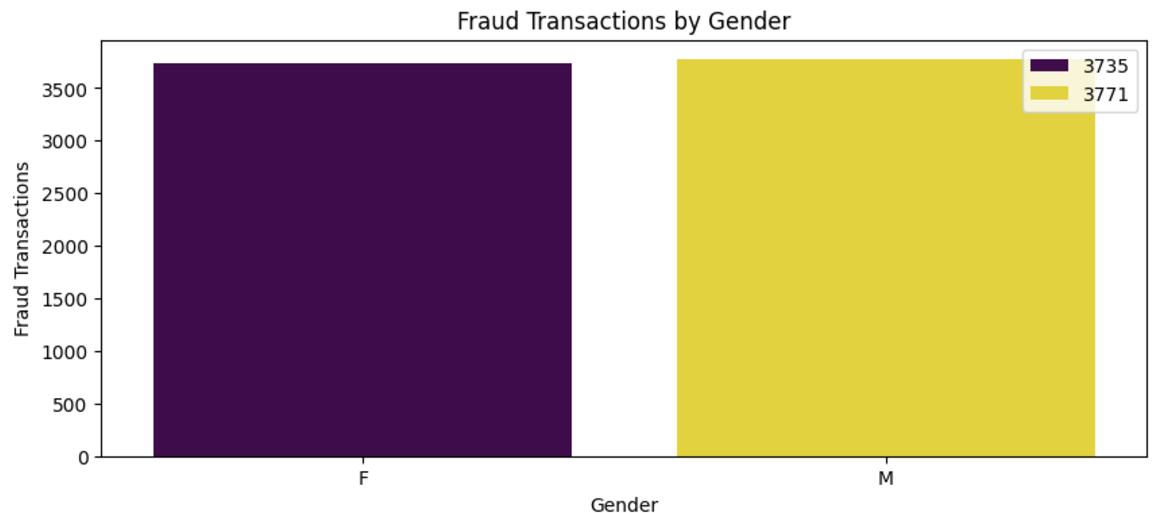 Fraud Transactions by Gender
3735
3771
Fraud Transactions
3500
3000
2500
2000
1500
1000
500
0
F
M
Gender